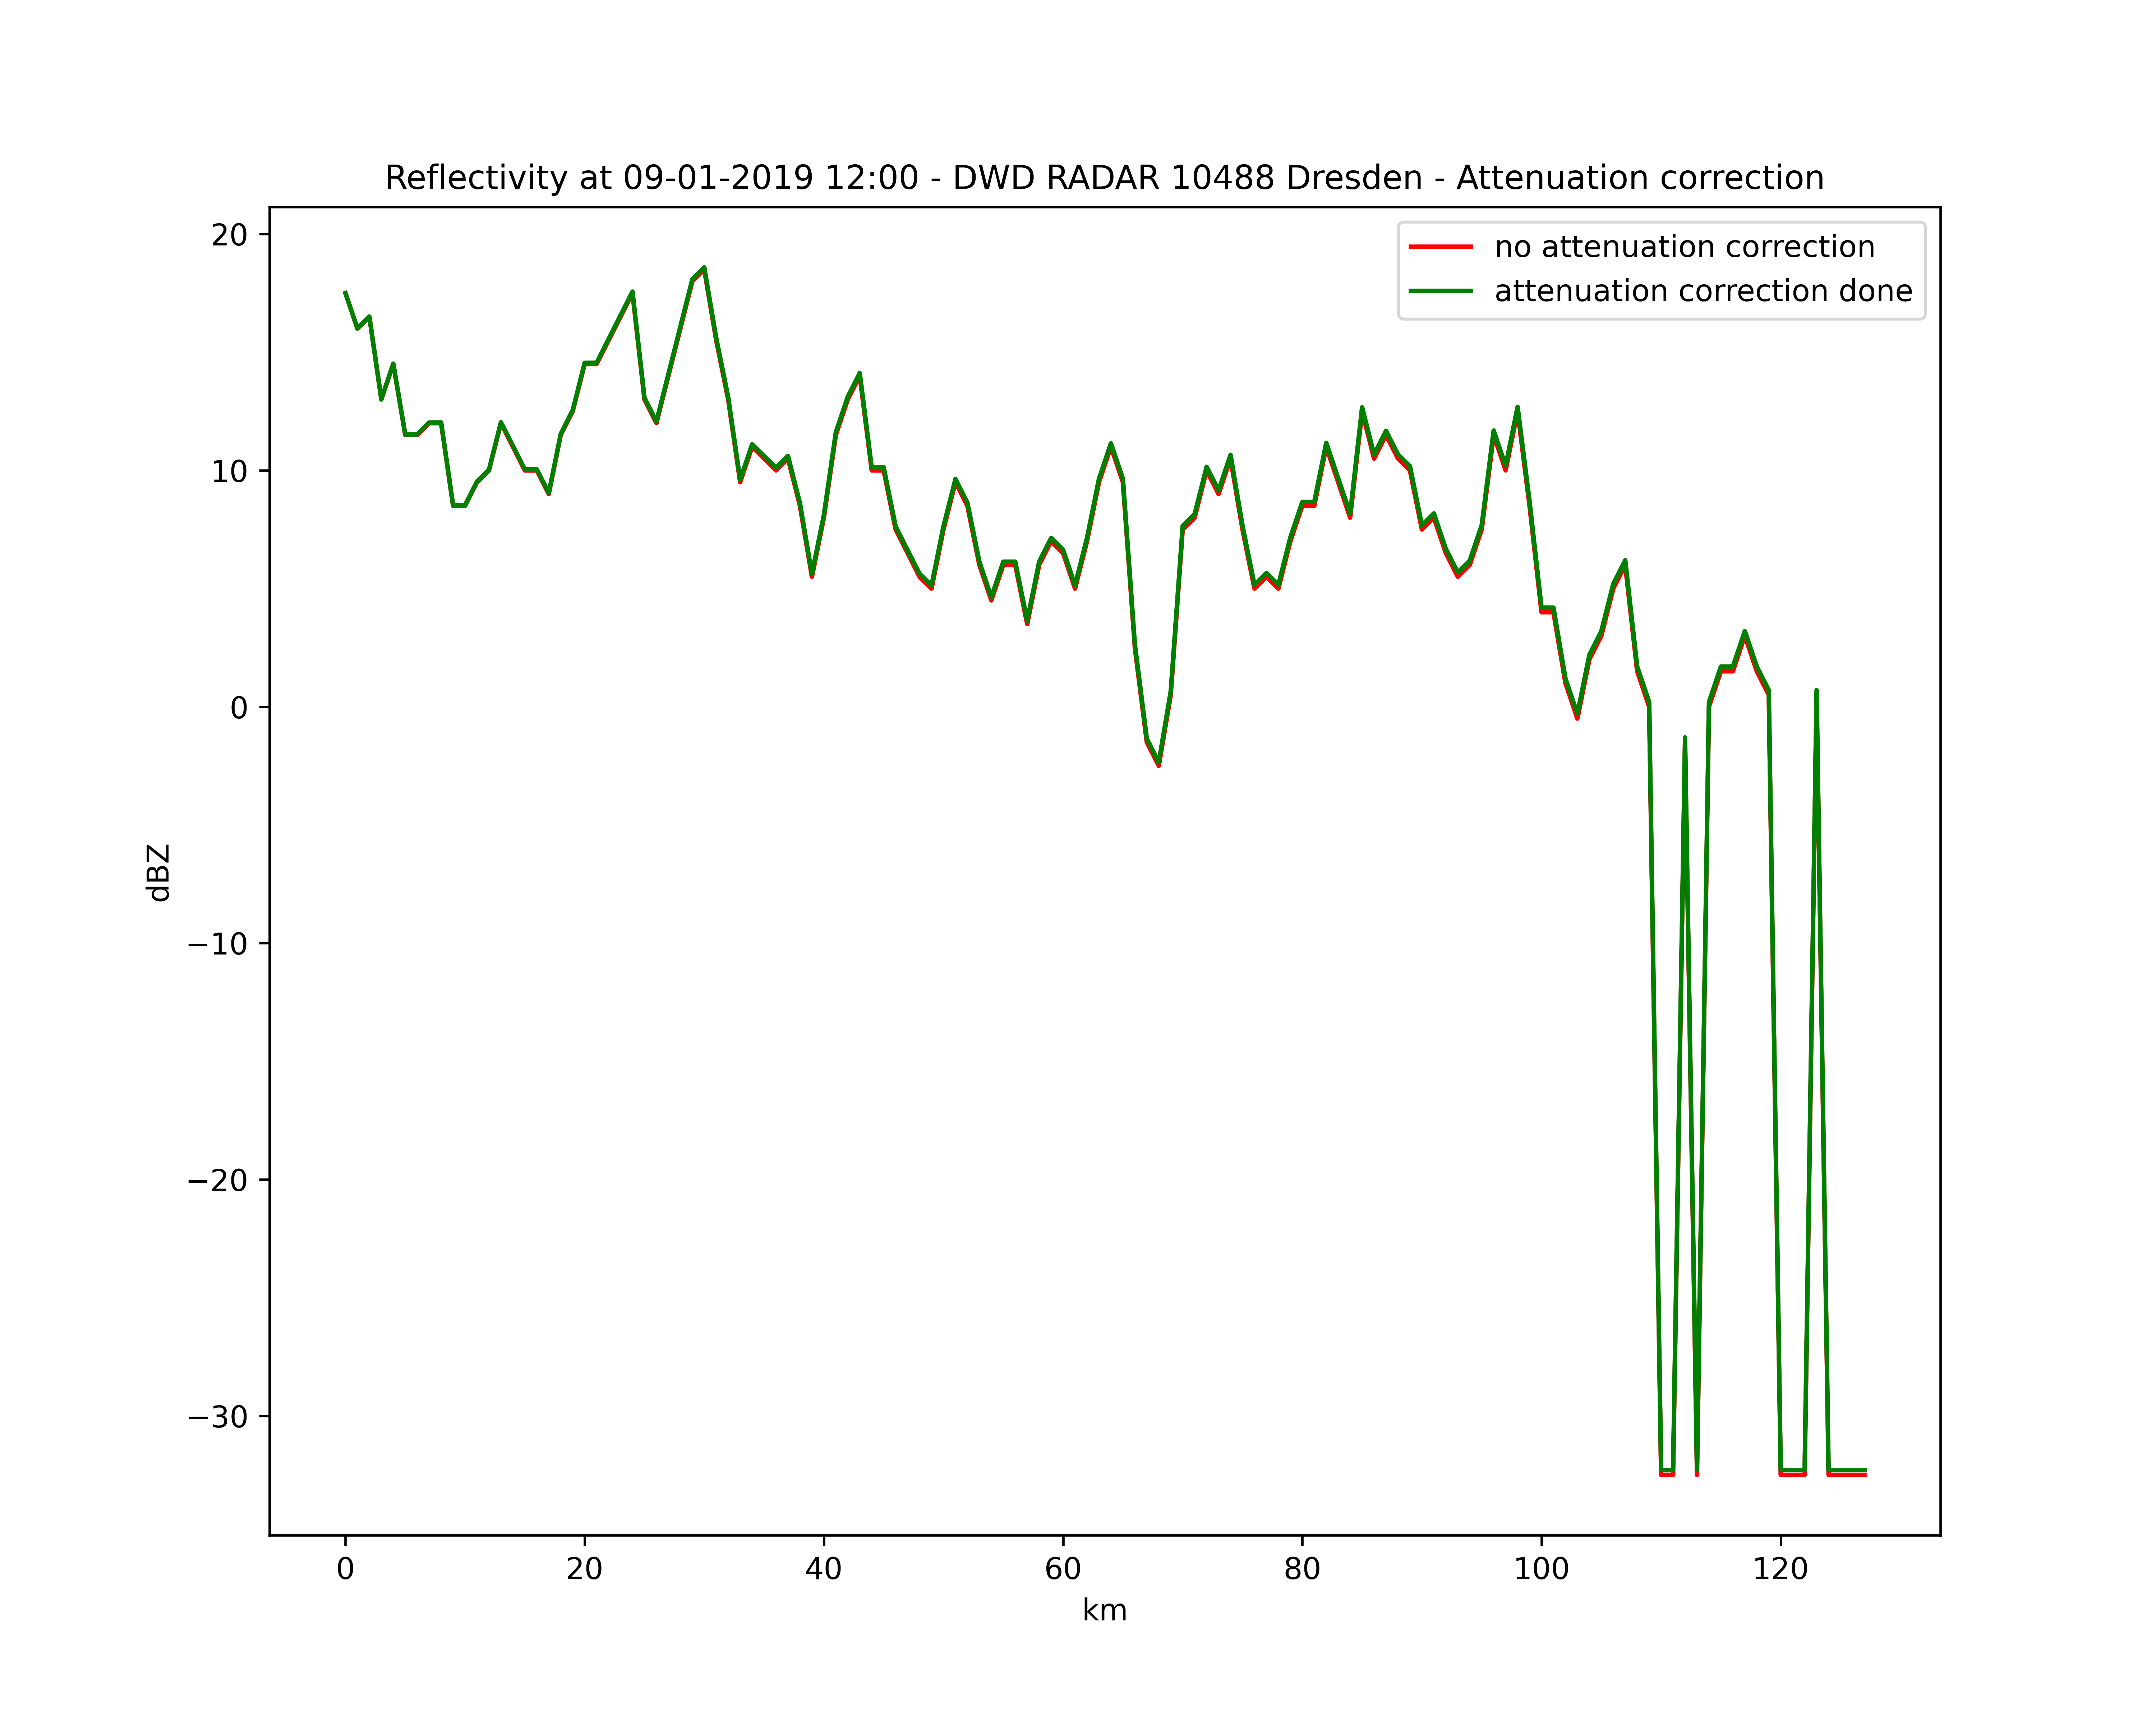 Reflectivity at 09-01-2019 12:00 - DWD RADAR 10488 Dresden - Attenuation correction
no attenuation correction
attenuation correction done
20
10
0
−10
−20
−30
dBZ
0 20 40 60 80 100 120
km